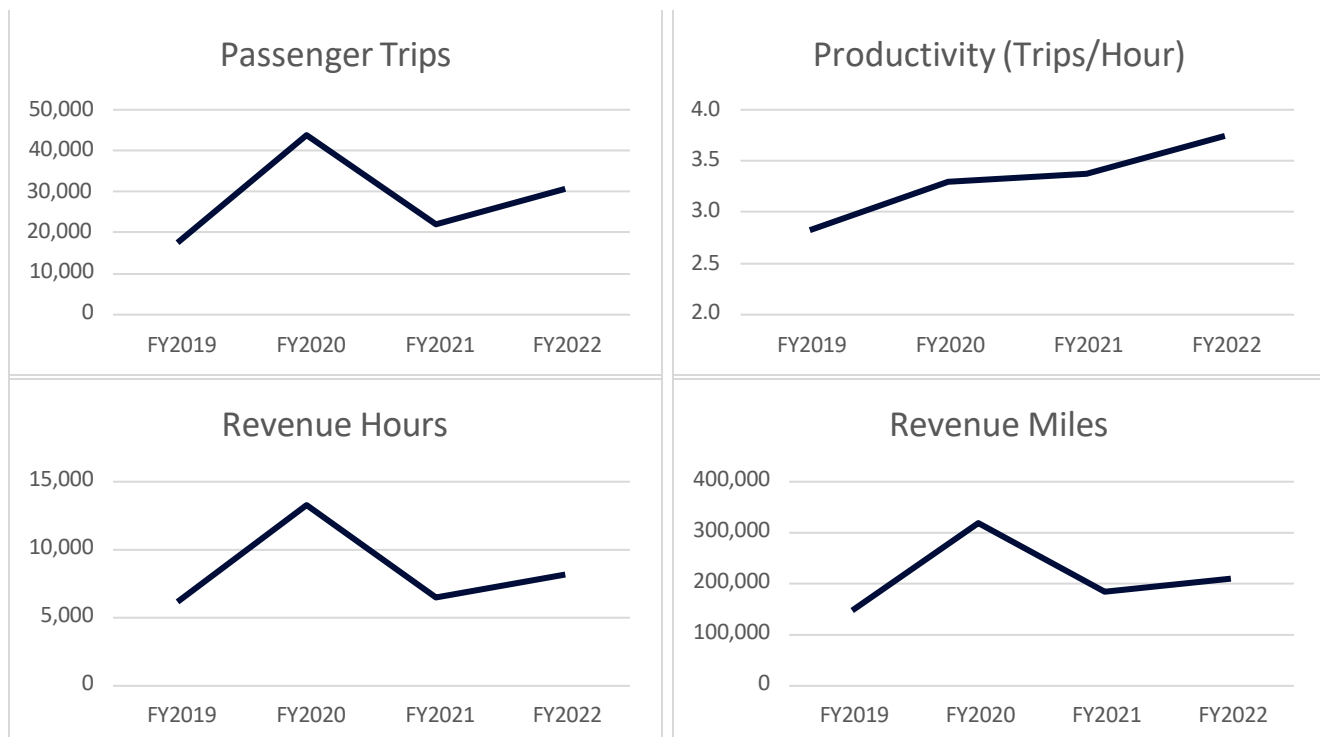 Passenger Trips
50,000
40,000
30,000
20,000
10,000
0
FY2019 FY2020 FY2021 FY2022
Productivity (Trips/Hour)
4.0
3.5
3.0
2.5
2.0
FY2019 FY2020 FY2021 FY2022
Revenue Hours
15,000
10,000
5,000
0
FY2019 FY2020 FY2021 FY2022
Revenue Miles
400,000
300,000
200,000
100,000
0
FY2019 FY2020 FY2021 FY2022